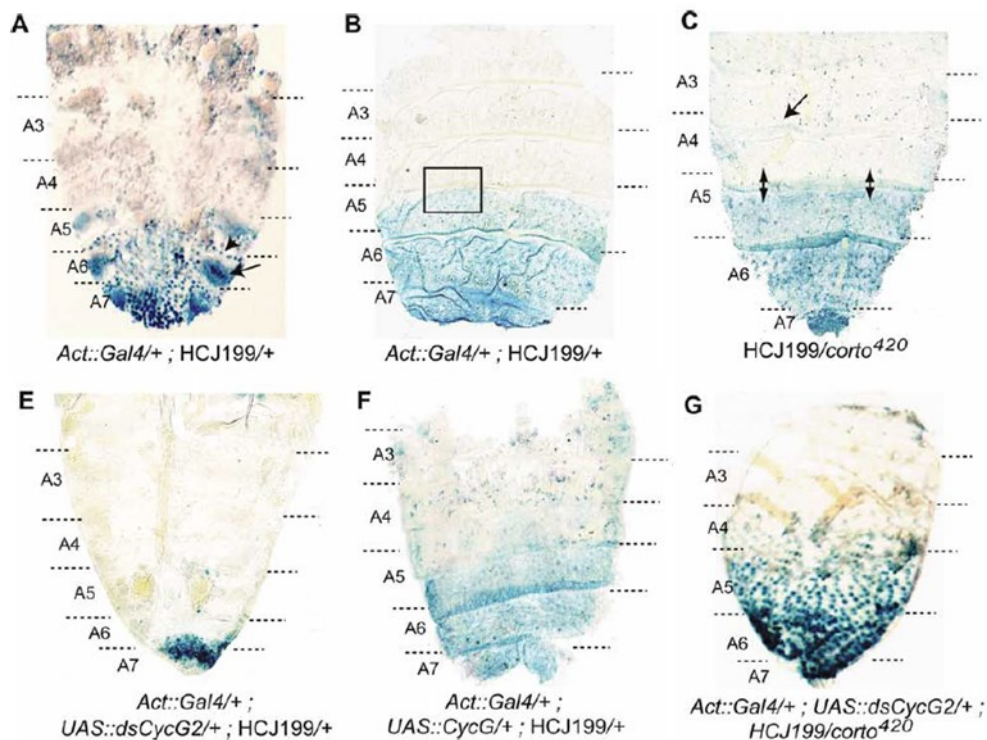 A
A3
A4
A5
A6
A7
Act::Gal4/+ ; HCJ199/+
B
A3
A4
A5
A6
A7
Act::Gal4/+ ; HCJ199/+
C
A3
A4
A5
A6
A7
HCJ199/corto420
E
A3
A4
A5
A6
A7
Act::Gal4/+ ;
UAS::dsCycG2/+ ; HCJ199/+
F
A3
A4
A5
A6
A7
Act::Gal4/+ ;
UAS::CycG/+ ; HCJ199/+
G
A3
A4
A5
A6
A7
Act::Gal4/+ ; UAS::dsCycG2/+ ;
HCJ199/corto420